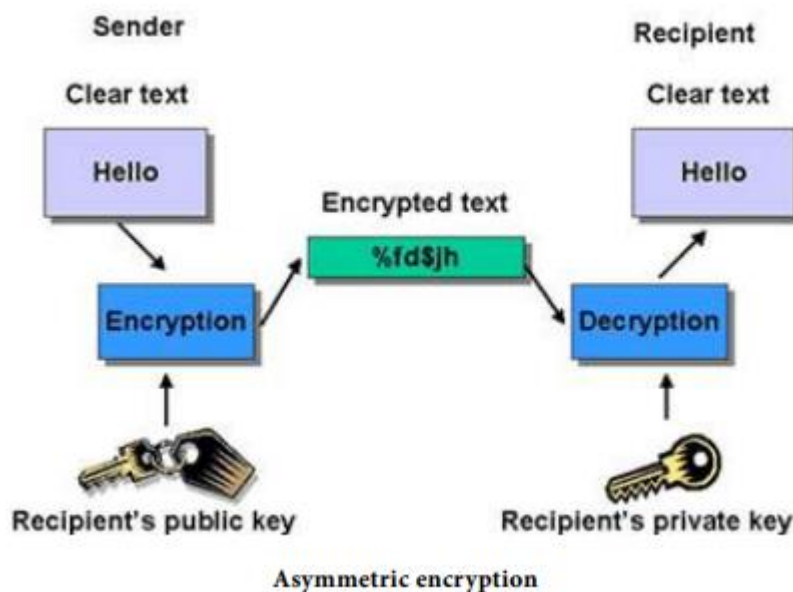 Sender
Recipient
Clear text
Clear text
Hello
Hello
Encrypted text
%fd$jh
Encryption
Decryption
Recipient's public key
Recipient's private key
Asymmetric encryption